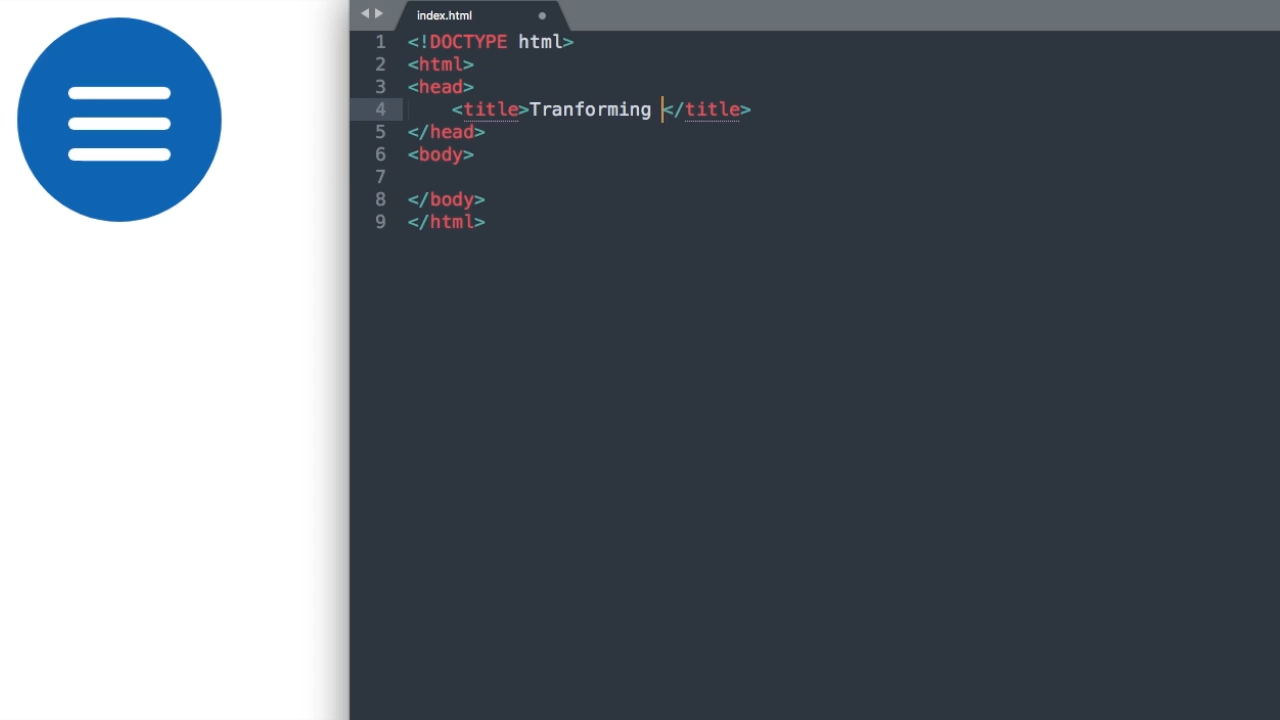 index.html
1 <!DOCTYPE html>
2 <html>
3 <head>
4 <title>Tranforming </title>
5 </head>
6 <body>
7
8 </body>
9 </html>